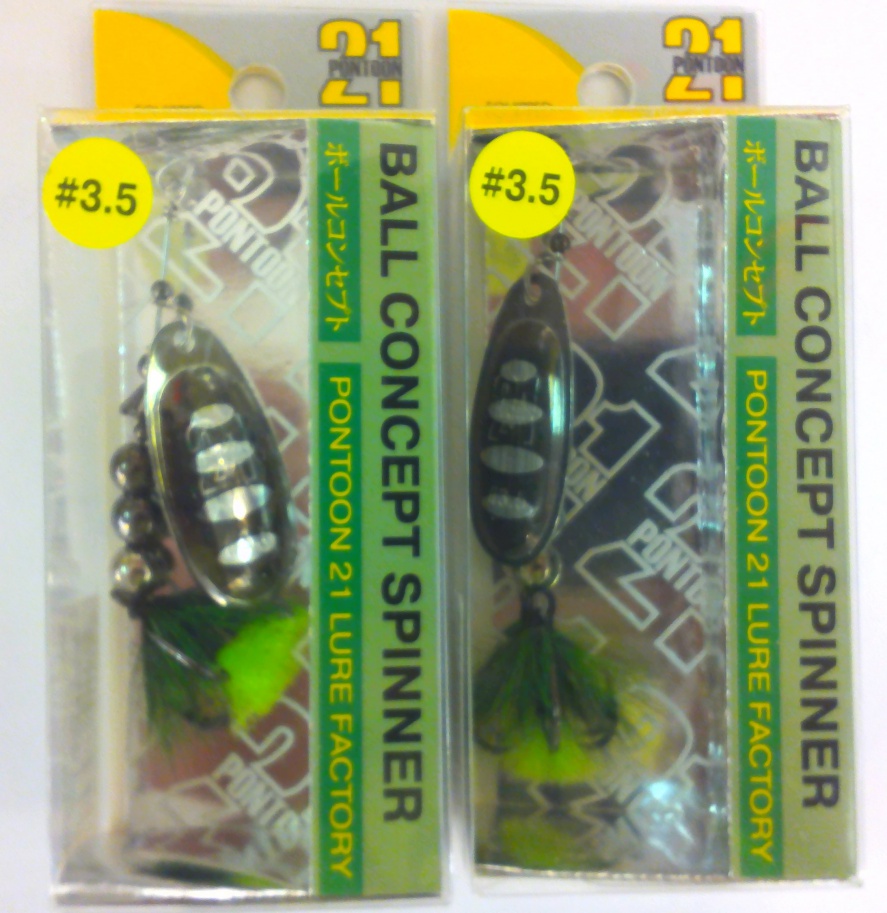 21
PONTOON
#3.5
ボールコンセプト
BALL CONCEPT SPINNER
PONTOON 21 LURE FACTORY
PONTOON
PONTOON
21
PONTOON
#3.5
ボールコンセプト
BALL CONCEPT SPINNER
PONTOON 21 LURE FACTORY